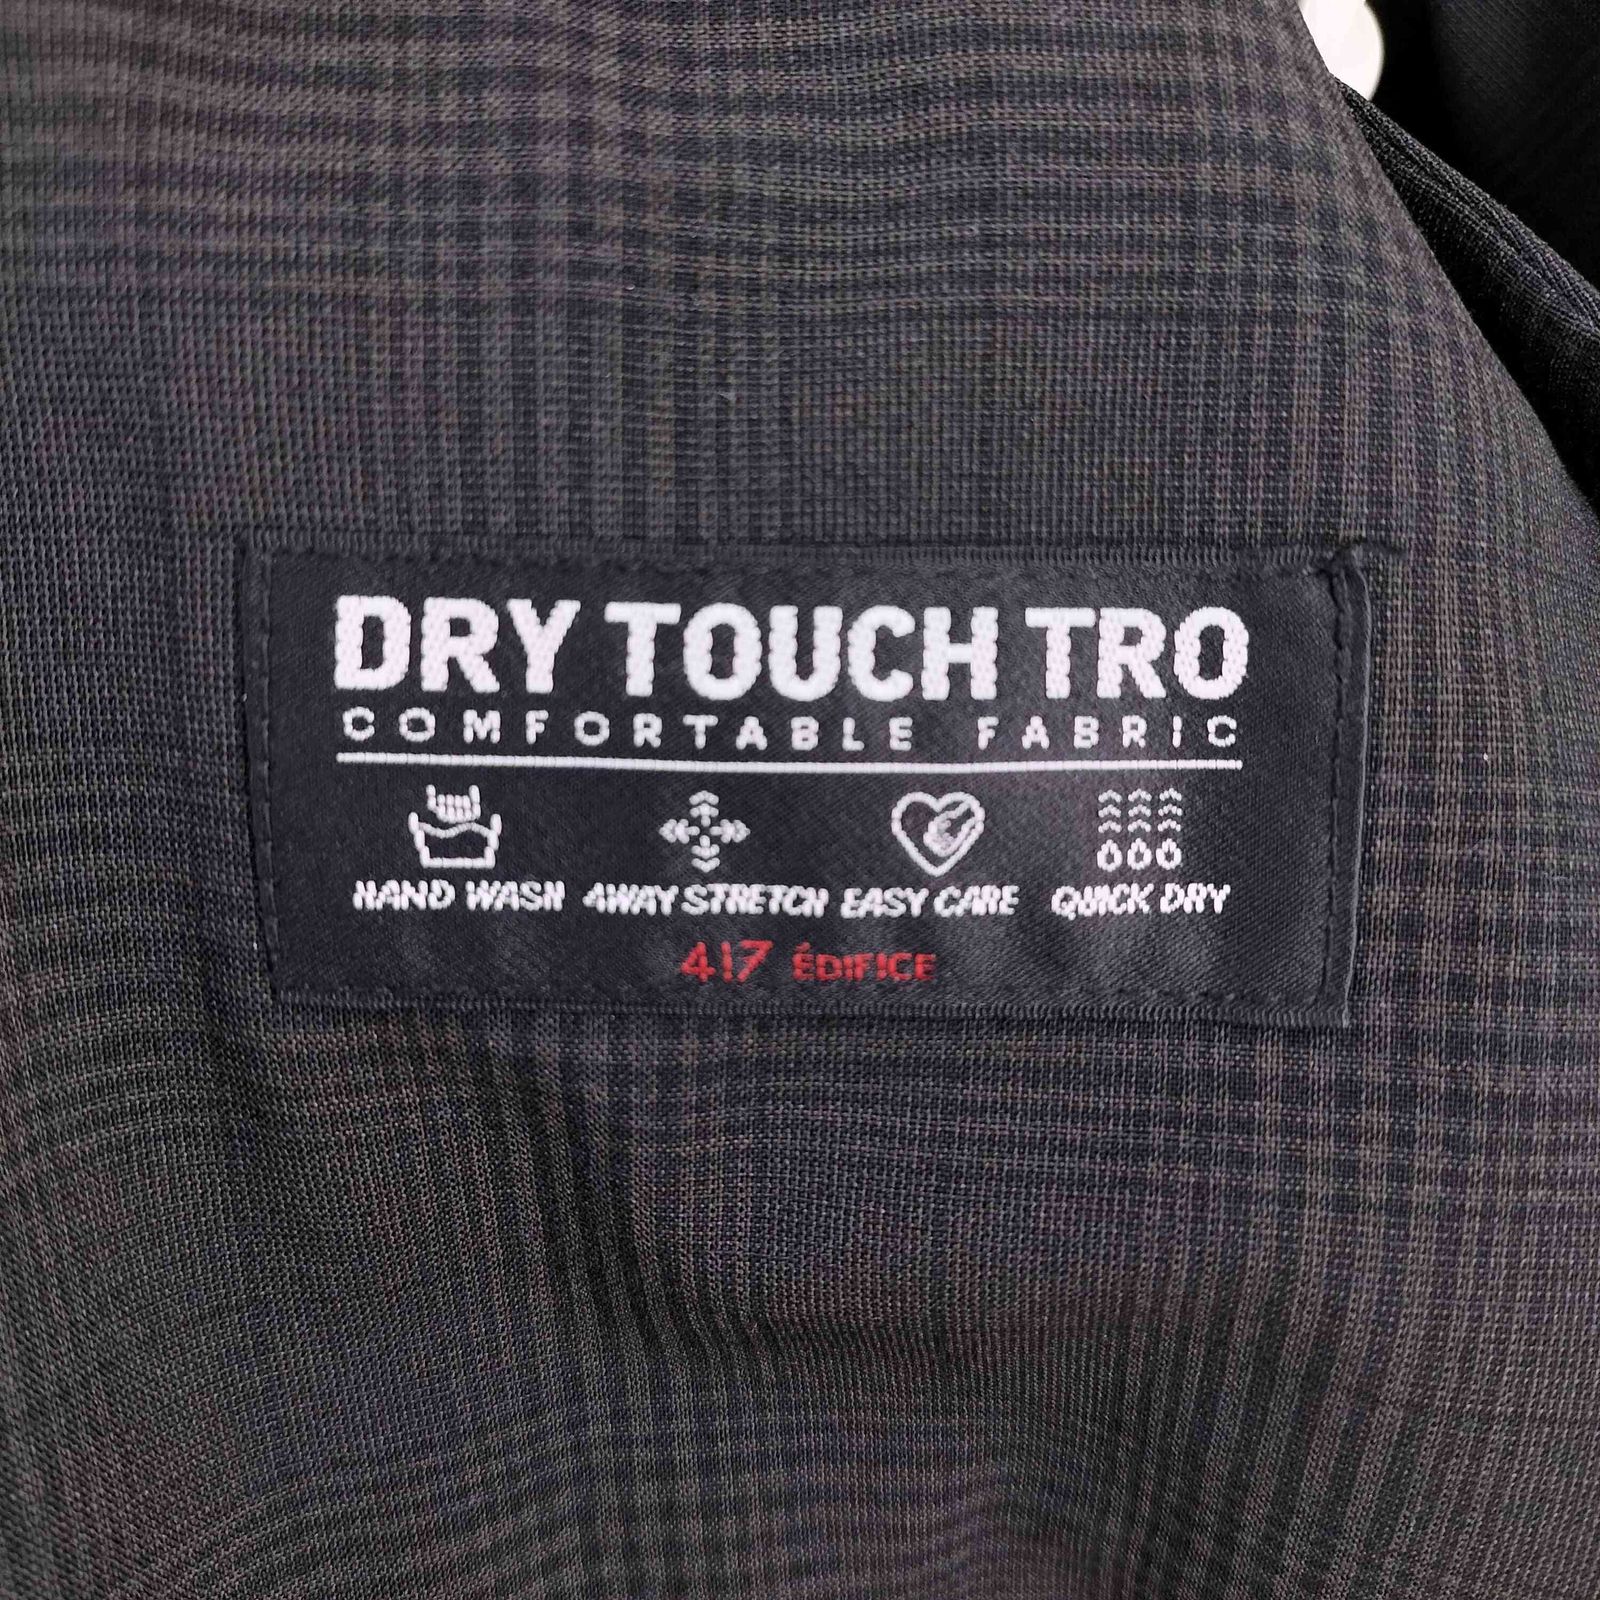 DRY TOUCH TRO
COMFORTABLE FABRIC
HAND WASH 4WAY STRETCH EASY CARE QUICK DRY
417 ÉDIFICE